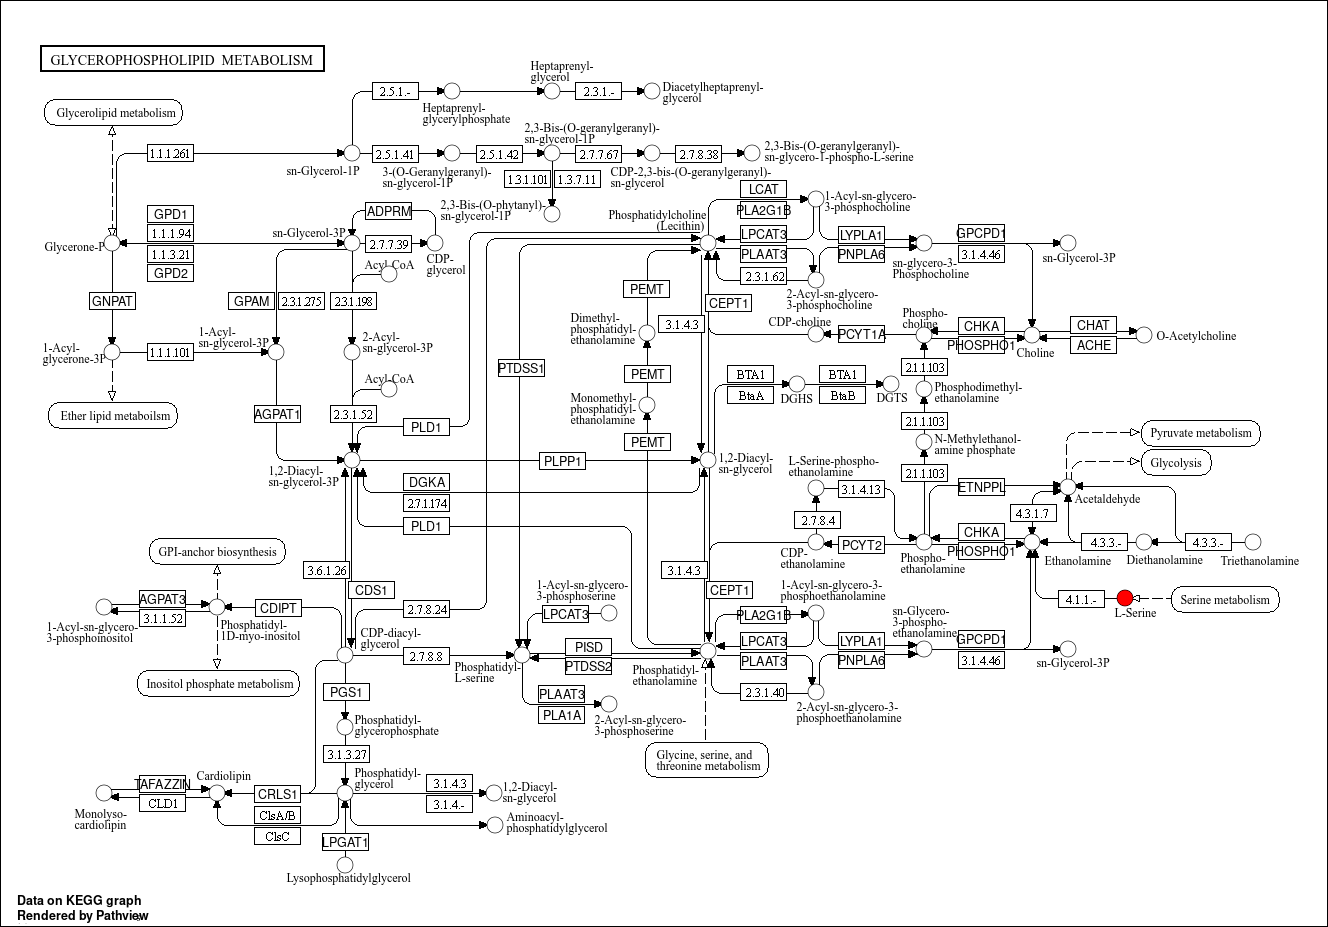 GLYCEROPHOSPHOLIPID METABOLISM
Heptaprenyl-
glycerol
2.5.1.-
2.3.1.-
Diacetylheptaprenyl-
glycerol
Heptaprenyl-
glycerylphosphate
Glycerolipid metabolism
2,3-Bis-(O-geranylgeranyl)-
sn-glycerol-1P
1.1.1.261
2.5.1.41
2.5.1.42
2.7.7.67
2.7.8.38
2,3-Bis-(O-geranylgeranyl)-
sn-glycero-1-phospho-L-serine
sn-Glycerol-1P
3-(O-Geranylgeranyl)-
sn-glycerol-1P
1.3.1.101
1.3.7.11
CDP-2,3-bis-(O-geranylgeranyl)-
sn-glycerol
LCAT
1-Acyl-sn-glycero-
3-phosphocholine
2,3-Bis-(O-phytanyl)-
sn-glycerol-1P
GPD1
ADPRM
Phosphatidylcholine
(Lecithin)
PLA2G1B
1.1.1.94
sn-Glycerol-3P
LPCAT3
LYPLA1
GPCPD1
Glycerone-P
2.7.7.39
1.1.3.21
CDP-
glycerol
PLAAT3
PNPLA6
3.1.4.46
sn-Glycerol-3P
GPD2
Acyl-CoA
2.3.1.62
sn-glycero-3-
Phosphocholine
GNPAT
GPAM
2.3.1.275
2.3.1.198
PEMT
CEPT1
2-Acyl-sn-glycero-
3-phosphocholine
Dimethyl-
phosphatidyl-
ethanolamine
3.1.4.3
CDP-choline
PCYT1A
Phospho-
choline
CHKA
PHOSPHO1
Choline
CHAT
ACHE
O-Acetylcholine
1-Acyl-
glycerone-3P
1.1.1.101
1-Acyl-
sn-glycerol-3P
2-Acyl-
sn-glycerol-3P
PTDSS1
PEMT
BTA1
BtaA
DGHS
BTA1
BtaB
DGTS
2.1.1.103
Phosphodimethyl-
ethanolamine
Acyl-CoA
Ether lipid metaboilsm
AGPAT1
2.3.1.52
PLD1
Monomethyl-
phosphatidyl-
ethanolamine
PEMT
2.1.1.103
N-Methylethanol-
amine phosphate
Pyruvate metabolism
Glycolysis
1,2-Diacyl-
sn-glycerol-3P
PLPP1
1,2-Diacyl-
sn-glycerol
L-Serine-phospho-
ethanolamine
2.1.1.103
DGKA
2.7.1.174
3.1.4.13
ETNPPL
Acetaldehyde
PLD1
2.7.8.4
4.3.1.7
CHKA
GPI-anchor biosynthesis
CDP-
ethanolamine
PCYT2
Phospho-
ethanolamine
PHOSPHO1
Ethanolamine
4.3.3.-
Diethanolamine
4.3.3.-
Triethanolamine
3.6.1.26
CDS1
3.1.4.3
CEPT1
1-Acyl-sn-glycero-
3-phosphoserine
1-Acyl-sn-glycero-3-
phosphoethanolamine
AGPAT3
3.1.1.52
CDIPT
2.7.8.24
LPCAT3
PLA2G1B
sn-Glycero-
3-phospho-
ethanolamine
4.1.1.-
L-Serine
Serine metabolism
1-Acyl-sn-glycero-
3-phosphoinositol
Phosphatidyl-
1D-myo-inositol
CDP-diacyl-
glycerol
PISD
LPCAT3
LYPLA1
GPCPD1
2.7.8.8
Phosphatidyl-
L-serine
PTDSS2
Phosphatidyl-
ethanolamine
PLAAT3
PNPLA6
3.1.4.46
sn-Glycerol-3P
Inositol phosphate metabolism
PGS1
PLAAT3
PLA1A
2-Acyl-sn-glycero-
3-phosphoserine
2.3.1.40
2-Acyl-sn-glycero-3-
phosphoethanolamine
Phosphatidyl-
glycerophosphate
3.1.3.27
Glycine, serine, and
threonine metabolism
TAFAZZIN
CLD1
Cardiolipin
Phosphatidyl-
glycerol
CRLS1
3.1.4.3
3.1.4.-
1,2-Diacyl-
sn-glycerol
Monolyso-
cardiolipin
ClsA/B
ClsC
Aminoacyl-
phosphatidylglycerol
LPGAT1
Lysophosphatidylglycerol
Data on KEGG graph
Rendered by Pathview